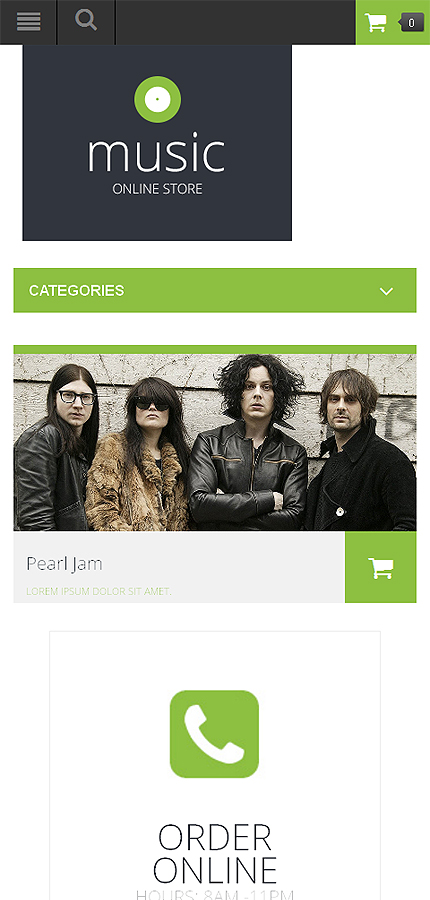 0
music
ONLINE STORE
CATEGORIES
Pearl Jam
LOREM IPSUM DOLOR SIT AMET.
ORDER
ONLINE
HOURS: 8AM -11PM